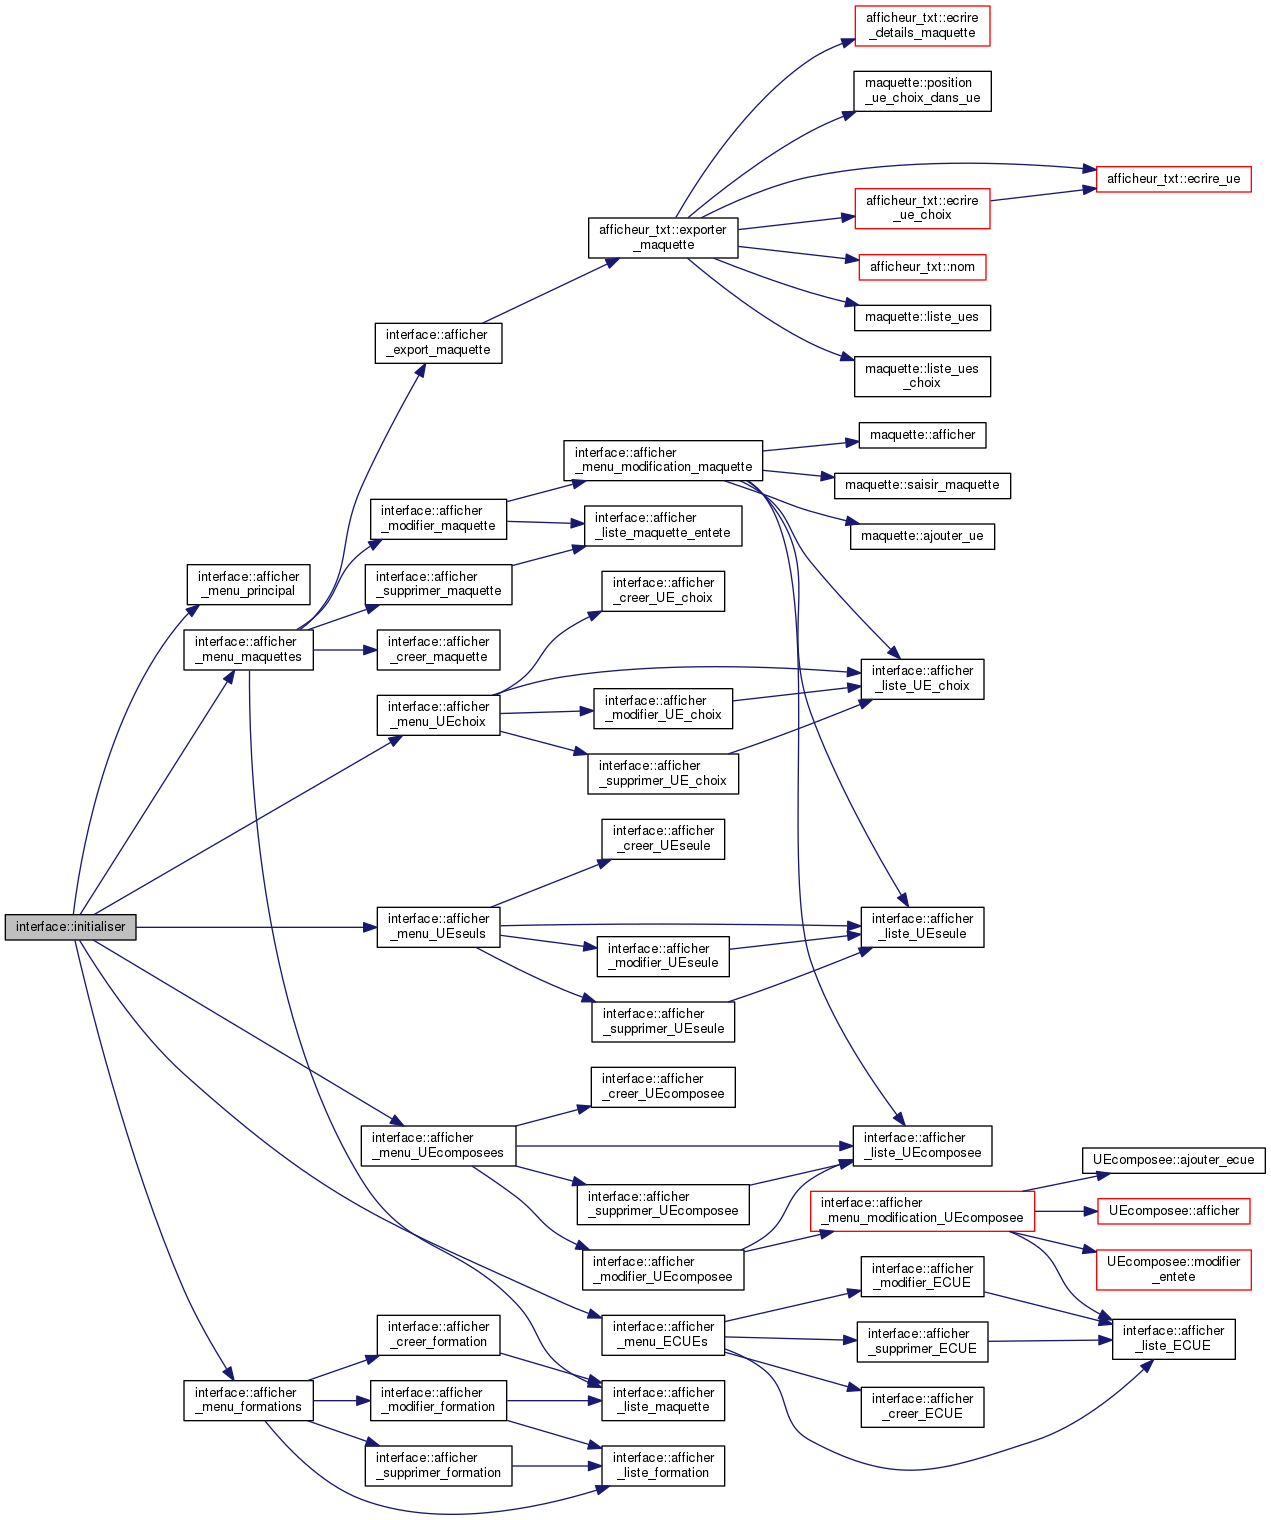 afficheur_txt::ecrire
_details_maquette
maquette::position
_ue_choix_dans_ue
afficheur_txt::ecrire_ue
afficheur_txt::ecrire
_ue_choix
afficheur_txt::exporter
_maquette
afficheur_txt::nom
maquette::liste_ues
interface::afficher
_export_maquette
maquette::liste_ues
_choix
maquette::afficher
interface::afficher
_menu_modification_maquette
maquette::saisir_maquette
interface::afficher
_modifier_maquette
interface::afficher
_liste_maquette_entete
maquette::ajouter_ue
interface::afficher
_menu_principal
interface::afficher
_supprimer_maquette
interface::afficher
_creer_UE_choix
interface::afficher
_menu_maquettes
interface::afficher
_creer_maquette
interface::afficher
_liste_UE_choix
interface::afficher
_menu_UEchoix
interface::afficher
_modifier_UE_choix
interface::afficher
_supprimer_UE_choix
interface::afficher
_creer_UEseule
interface::initialiser
interface::afficher
_menu_UEseuls
interface::afficher
_liste_UEseule
interface::afficher
_modifier_UEseule
interface::afficher
_supprimer_UEseule
interface::afficher
_creer_UEcomposee
interface::afficher
_menu_UEcomposees
interface::afficher
_liste_UEcomposee
UEcomposee::ajouter_ecue
interface::afficher
_supprimer_UEcomposee
interface::afficher
_menu_modification_UEcomposee
UEcomposee::afficher
interface::afficher
_modifier_UEcomposee
UEcomposee::modifier
_entete
interface::afficher
_modifier_ECUE
interface::afficher
_creer_formation
interface::afficher
_menu_ECUEs
interface::afficher
_supprimer_ECUE
interface::afficher
_liste_ECUE
interface::afficher
_menu_formations
interface::afficher
_modifier_formation
interface::afficher
_liste_maquette
interface::afficher
_creer_ECUE
interface::afficher
_supprimer_formation
interface::afficher
_liste_formation